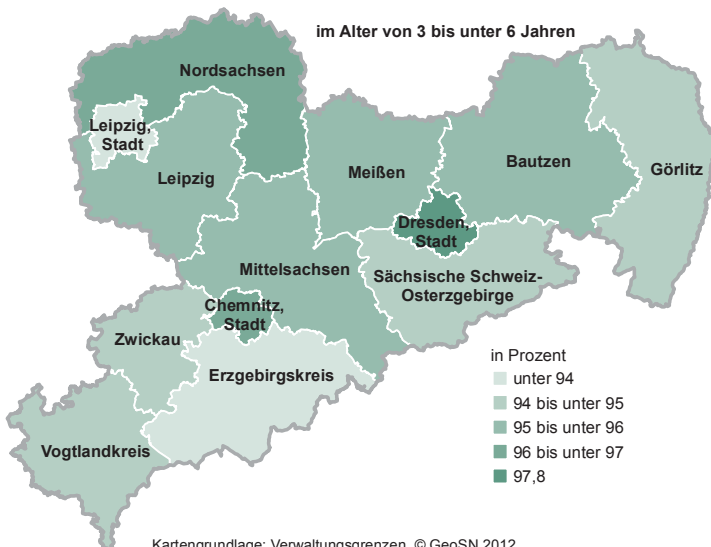 im Alter von 3 bis unter 6 Jahren
Nordsachsen
Leipzig,
Stadt
Leipzig
Meißen
Bautzen
Görlitz
Dresden,
Stadt
Mittelsachsen
Sächsische Schweiz-
Osterzgebirge
Chemnitz,
Stadt
Zwickau
Erzgebirgskreis
Vogtlandkreis
in Prozent
unter 94
94 bis unter 95
95 bis unter 96
96 bis unter 97
97,8
Kartengrundlage: Verwaltungsgrenzen, © GeoSN 2012